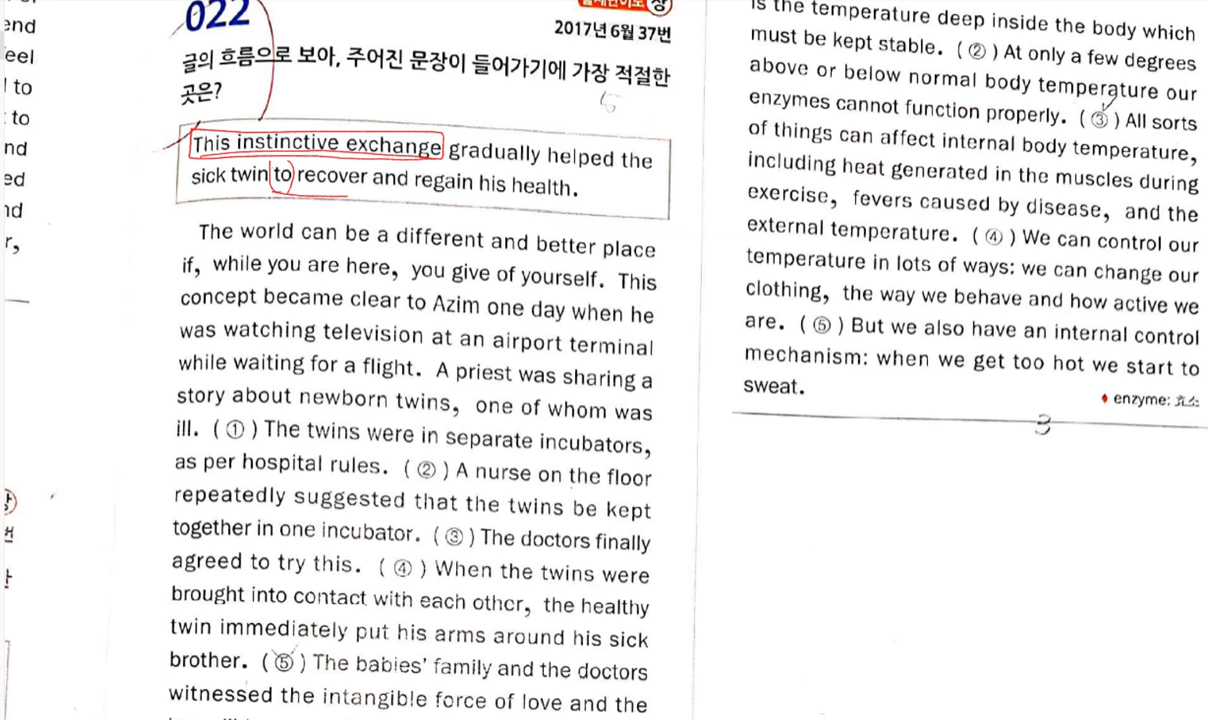 end
eel
l to
to
nd
ed
nd
r,
022
2017년 6월 37번
글의 흐름으로 보아, 주어진 문장이 들어가기에 가장 적절한
곳은?
5
This instinctive exchange gradually helped the
sick twin to recover and regain his health.
The world can be a different and better place
if, while you are here, you give of yourself. This
concept became clear to Azim one day when he
was watching television at an airport terminal
while waiting for a flight. A priest was sharing a
story about newborn twins, one of whom was
ill. ( ① ) The twins were in separate incubators,
as per hospital rules. ( ② ) A nurse on the floor
repeatedly suggested that the twins be kept
together in one incubator. ( ③ ) The doctors finally
agreed to try this. ( ④ ) When the twins were
brought into contact with each other, the healthy
twin immediately put his arms around his sick
brother. ( ⑤ ) The babies' family and the doctors
witnessed the intangible force of love and the
is the temperature deep inside the body which
must be kept stable. ( ② ) At only a few degrees
above or below normal body temperature our
enzymes cannot function properly. ( ③ ) All sorts
of things can affect internal body temperature,
including heat generated in the muscles during
exercise, fevers caused by disease, and the
external temperature. ( ④ ) We can control our
temperature in lots of ways: we can change our
clothing, the way we behave and how active we
are. ( ⑤ ) But we also have an internal control
mechanism: when we get too hot we start to
sweat.
♦ enzyme: 효소
3